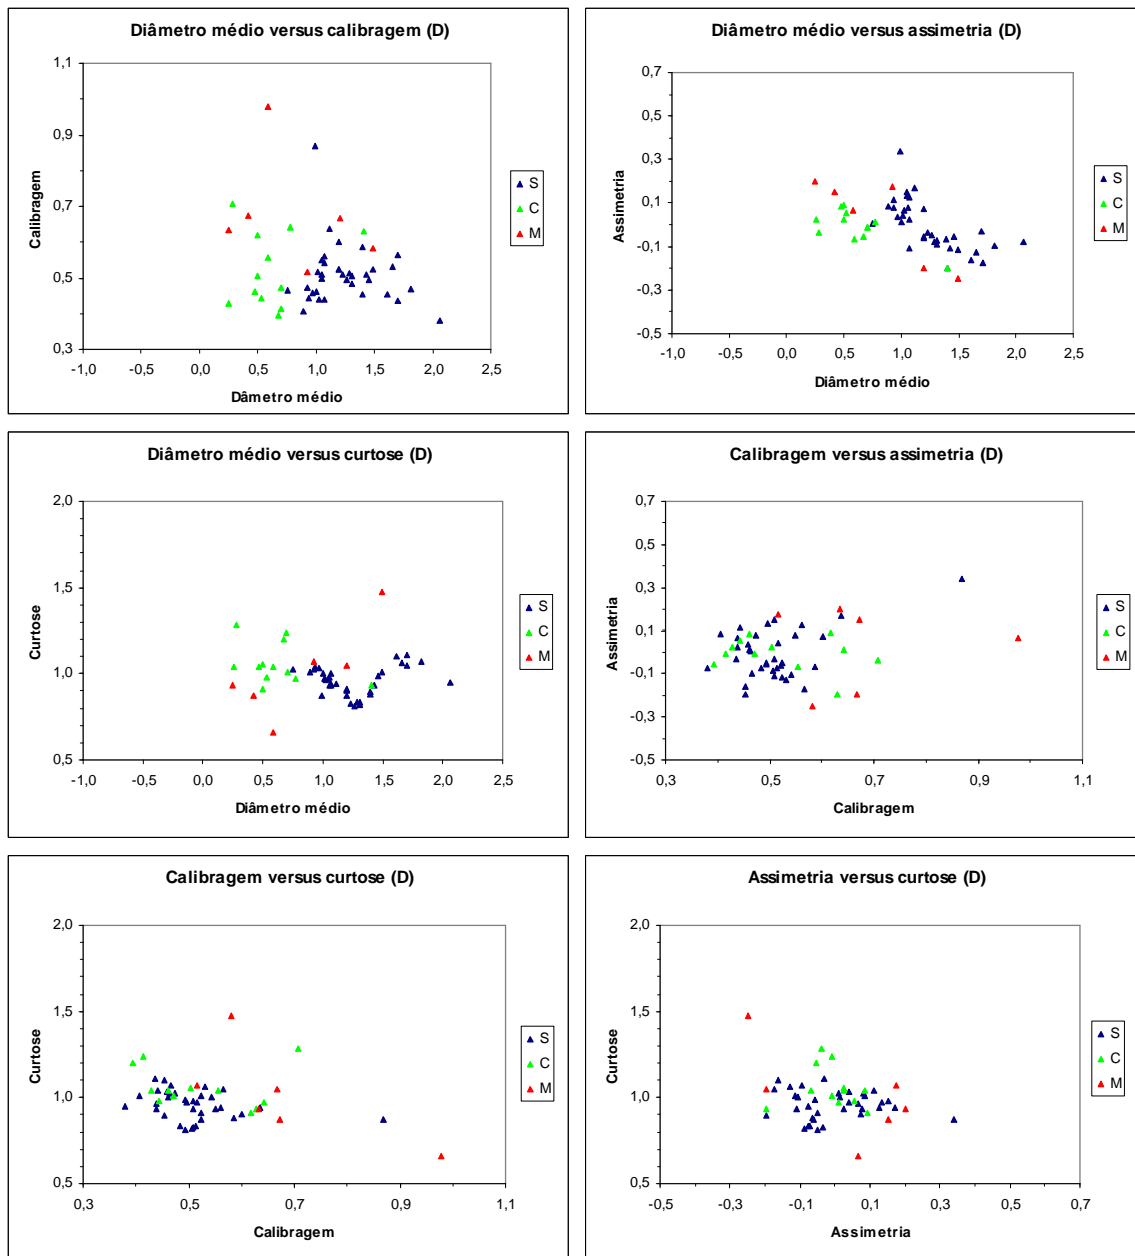 Diâmetro médio versus calibragem (D)
1,1
0,9
0,7
0,5
0,3
Calibragem
-1,0 -0,5 0,0 0,5 1,0 1,5 2,0 2,5
Dâmetro médio
S
C
M
Diâmetro médio versus assimetria (D)
0,7
0,5
0,3
0,1
-0,1
-0,3
-0,5
Assimetria
-1,0 -0,5 0,0 0,5 1,0 1,5 2,0 2,5
Diâmetro médio
S
C
M
Diâmetro médio versus curtose (D)
2,0
1,5
1,0
0,5
Curtose
-1,0 -0,5 0,0 0,5 1,0 1,5 2,0 2,5
Diâmetro médio
S
C
M
Calibragem versus assimetria (D)
0,7
0,5
0,3
0,1
-0,1
-0,3
-0,5
Assimetria
0,3 0,5 0,7 0,9 1,1
Calibragem
S
C
M
Calibragem versus curtose (D)
2,0
1,5
1,0
0,5
Curtose
0,3 0,5 0,7 0,9 1,1
Calibragem
S
C
M
Assimetria versus curtose (D)
2,0
1,5
1,0
0,5
Curtose
-0,5 -0,3 -0,1 0,1 0,3 0,5 0,7
Assimetria
S
C
M